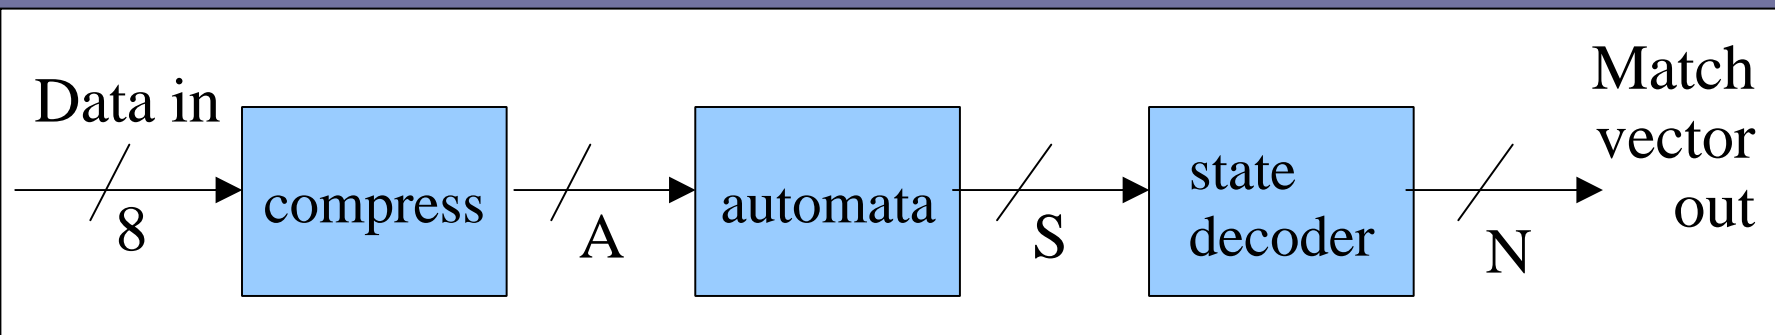 Data in
8
compress
A
automata
S
state
decoder
N
Match
vector
out